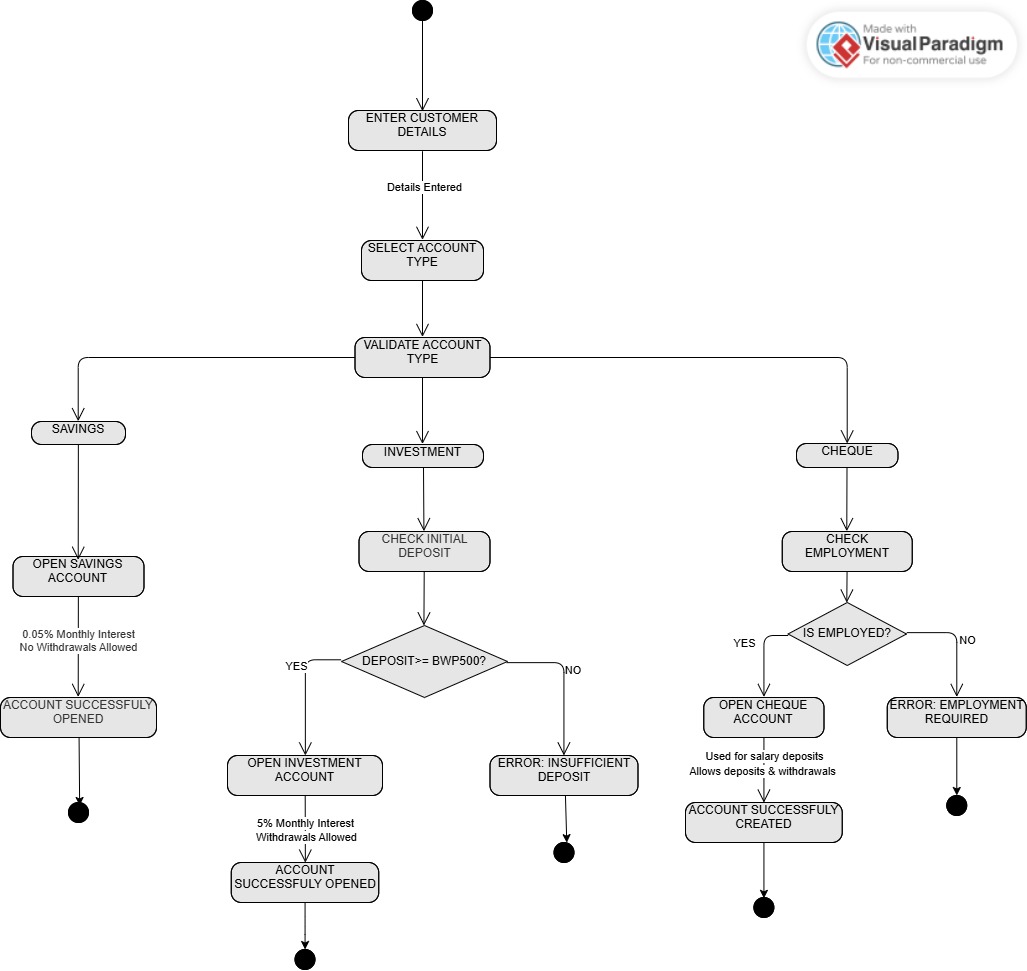 Made with
Visual Paradigm
For non-commercial use
ENTER CUSTOMER
DETAILS
Details Entered
SELECT ACCOUNT
TYPE
VALIDATE ACCOUNT
TYPE
SAVINGS
INVESTMENT
CHEQUE
OPEN SAVINGS
ACCOUNT
CHECK INITIAL
DEPOSIT
CHECK
EMPLOYMENT
0.05% Monthly Interest
No Withdrawals Allowed
DEPOSIT>= BWP500?
YES
NO
IS EMPLOYED?
YES
NO
ACCOUNT SUCCESSFULY
OPENED
OPEN INVESTMENT
ACCOUNT
ERROR: INSUFFICIENT
DEPOSIT
OPEN CHEQUE
ACCOUNT
ERROR: EMPLOYMENT
REQUIRED
Used for salary deposits
Allows deposits & withdrawals
5% Monthly Interest
Withdrawals Allowed
ACCOUNT SUCCESSFULY
CREATED
ACCOUNT
SUCCESSFULY OPENED